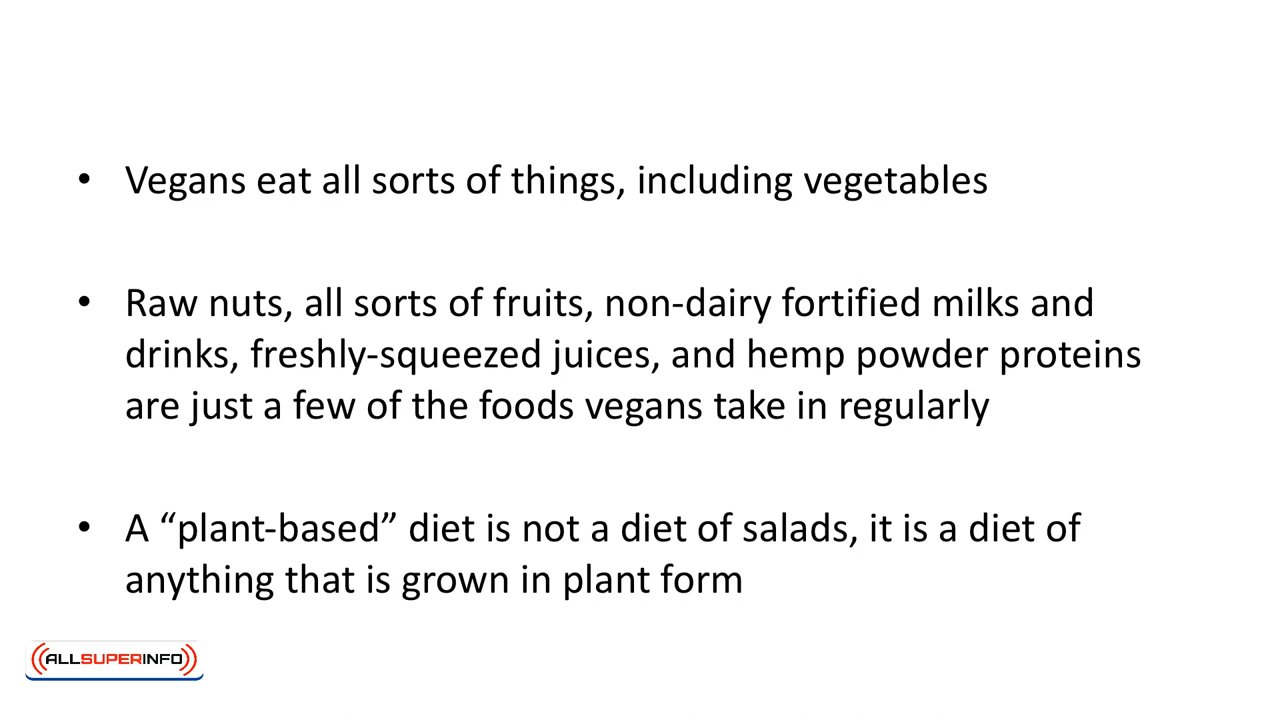 • Vegans eat all sorts of things, including vegetables
• Raw nuts, all sorts of fruits, non-dairy fortified milks and
drinks, freshly-squeezed juices, and hemp powder proteins
are just a few of the foods vegans take in regularly
• A “plant-based” diet is not a diet of salads, it is a diet of
anything that is grown in plant form
ALLSUPERINFO